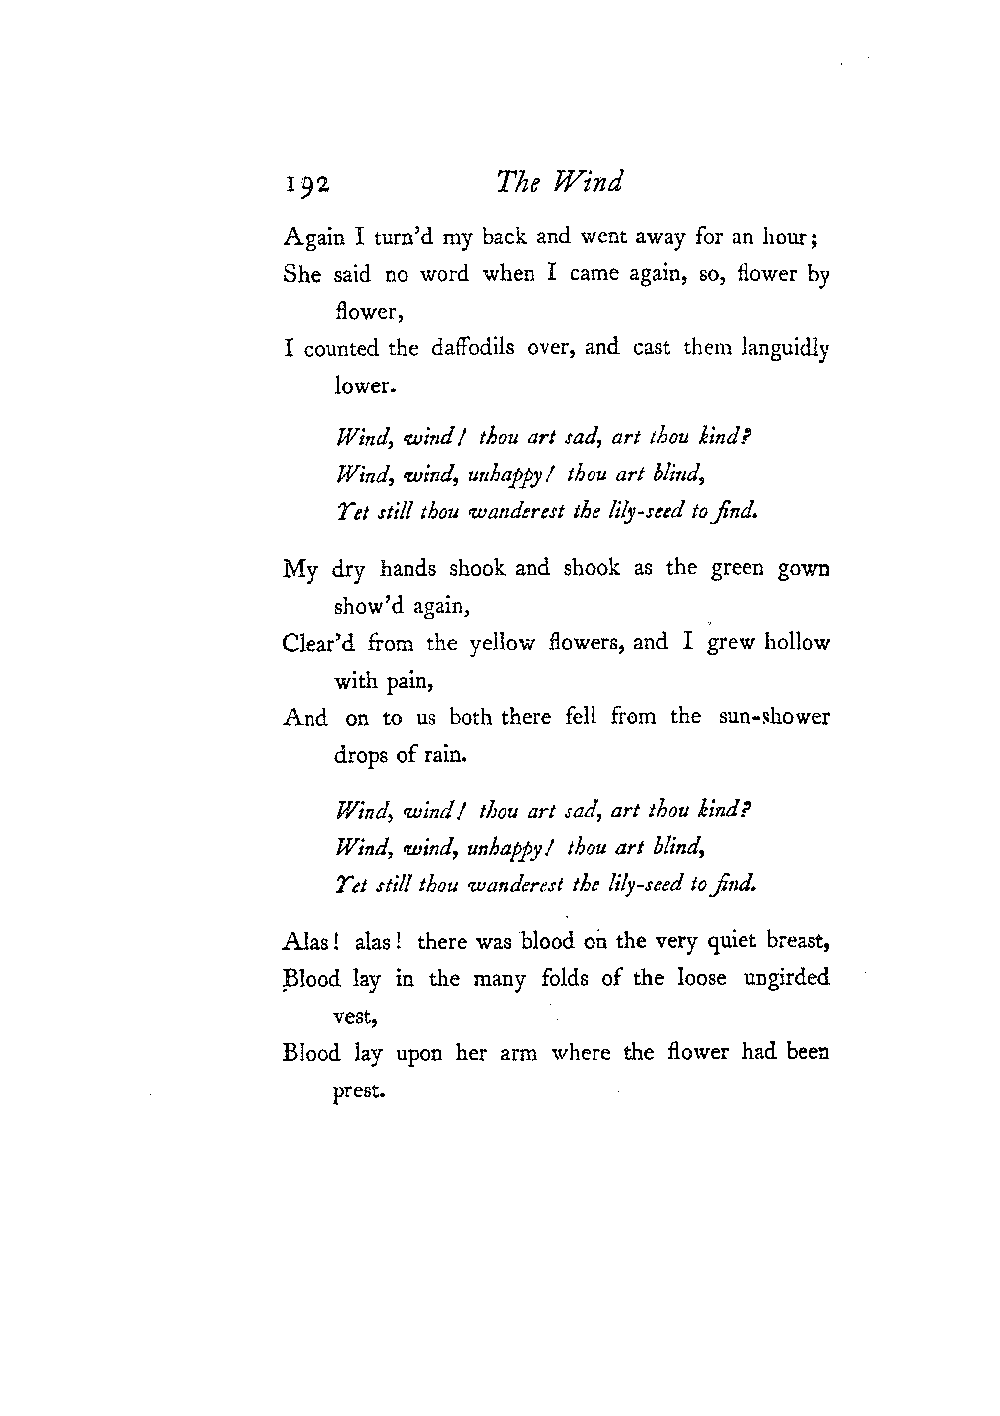 192 The Wind
Again I turn'd my back and went away for an hour;
She said no word when I came again, so, flower by
flower,
I counted the daffodils over, and cast them languidly
lower.
Wind, wind! thou art sad, art thou kind?
Wind, wind, unhappy! thou art blind,
Yet still thou wanderest the lily-seed to find.
My dry hands shook and shook as the green gown
show'd again,
Clear'd from the yellow flowers, and I grew hollow
with pain,
And on to us both there fell from the sun-shower
drops of rain.
Wind, wind! thou art sad, art thou kind?
Wind, wind, unhappy! thou art blind,
Yet still thou wanderest the lily-seed to find.
Alas! alas! there was blood on the very quiet breast,
Blood lay in the many folds of the loose ungirded
vest,
Blood lay upon her arm where the flower had been
prest.